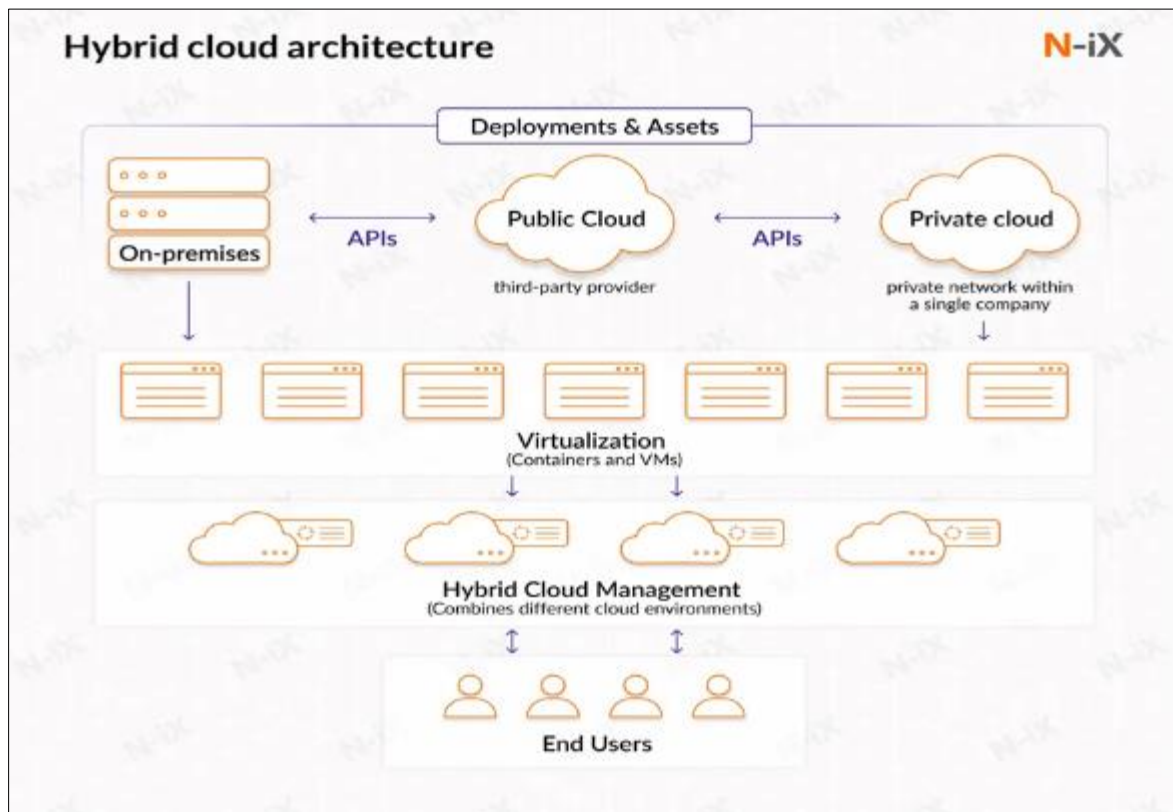 Hybrid cloud architecture
N-iX
Deployments & Assets
On-premises
APIs
Public Cloud
third-party provider
APIs
Private cloud
private network within
a single company
Virtualization
(Containers and VMs)
Hybrid Cloud Management
(Combines different cloud environments)
End Users